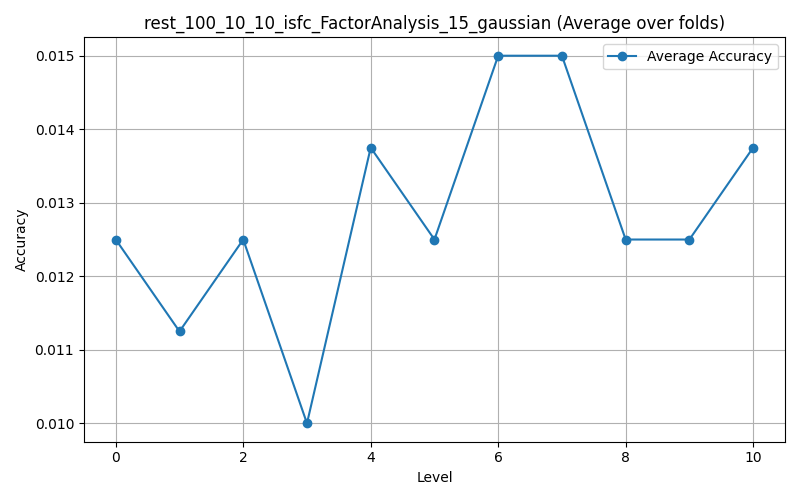 rest_100_10_10_isfc_FactorAnalysis_15_gaussian (Average over folds)
Average Accuracy
0.015
0.014
0.013
0.012
0.011
0.010
Accuracy
0 2 4 6 8 10
Level